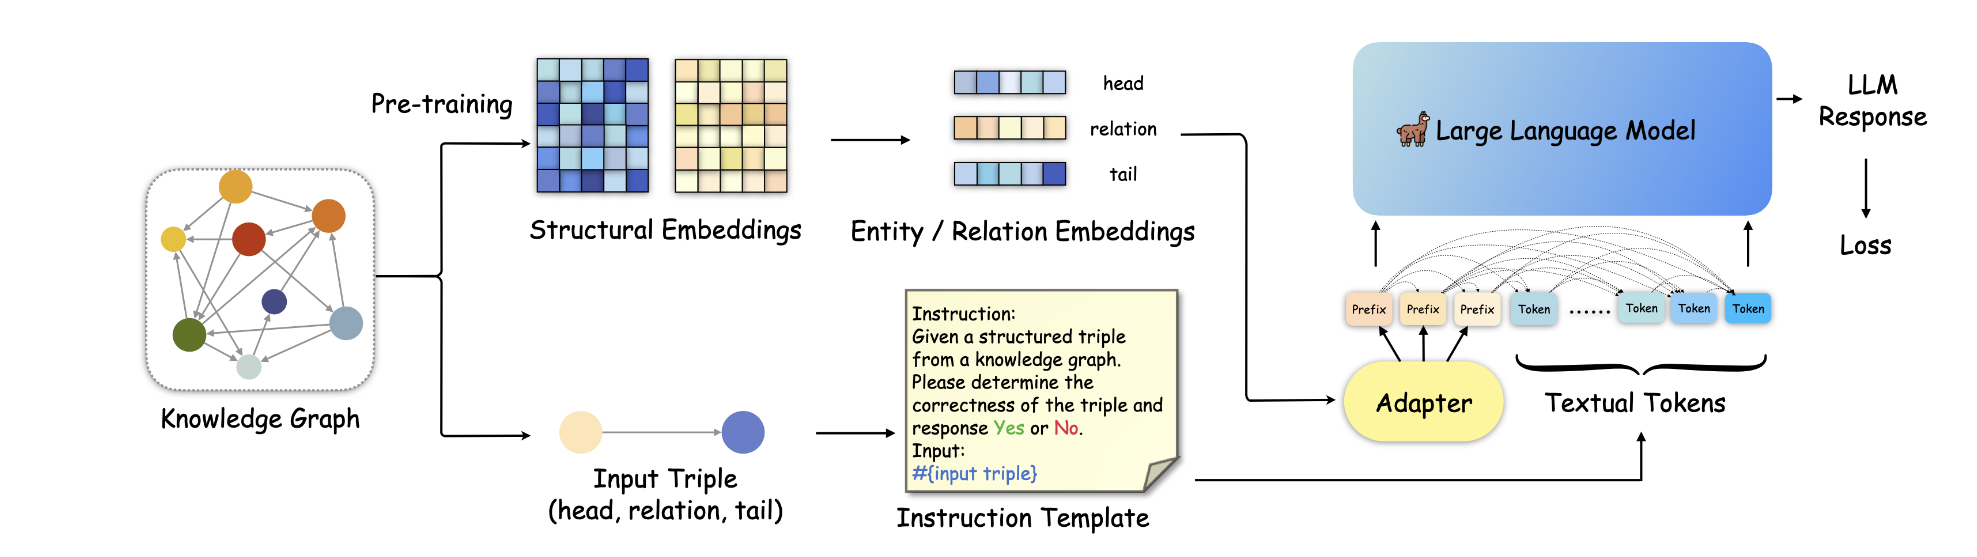 Knowledge Graph
Pre-training
Structural Embeddings
head
relation
tail
Entity / Relation Embeddings
Input Triple
(head, relation, tail)
Instruction:
Given a structured triple
from a knowledge graph.
Please determine the
correctness of the triple and
response Yes or No.
Input:
#{input triple}
Instruction Template
Large Language Model
LLM
Response
Loss
Prefix Prefix Prefix Token ...... Token Token Token
Adapter
Textual Tokens